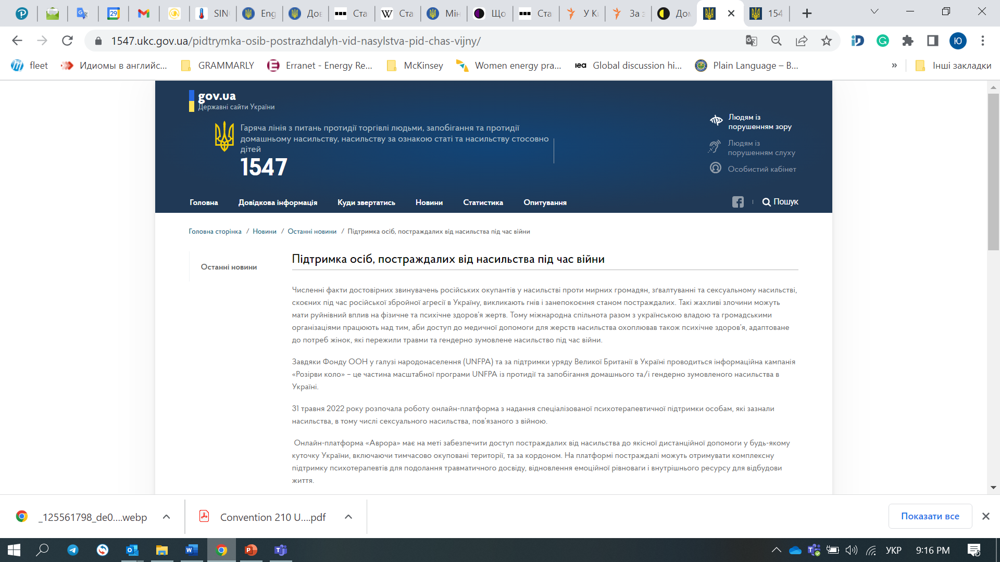 SIN
Eng
Дов
Ста
Ста
Мін
Що
Ста
У Ки
За з
Дом
154
1547.ukc.gov.ua/pidtrymka-osib-postrazhdalyh-vid-nasylstva-pid-chas-vijny/
Ю
fleet
Идиомы в английс...
GRAMMARLY
Erranet - Energy Re...
McKinsey
Women energy pra...
iea Global discussion hi...
Plain Language – B...
»
Інші закладки
gov.ua
Державні сайти України
Гаряча лінія з питань протидії торгівлі людьми, запобігання та протидії
домашньому насильству, насильству за ознакою статі та насильству стосовно
дітей
1547
Людям із
порушенням зору
Людям із
порушенням слуху
Особистий кабінет
Головна Довідкова інформація Куди звертатись Новини Статистика Опитування
Пошук
Головна сторінка / Новини / Останні новини / Підтримка осіб, постраждалих від насильства під час війни
Останні новини
Підтримка осіб, постраждалих від насильства під час війни
Численні факти достовірних звинувачень російських окупантів у насильстві проти мирних громадян, зґвалтуванні та сексуальному насильстві,
скоєних під час російської збройної агресії в Україну, викликають гнів і занепокоєння станом постраждалих. Такі жахливі злочини можуть
мати руйнівний вплив на фізичне та психічне здоров’я жертв. Тому міжнародна спільнота разом з українською владою та громадськими
організаціями працюють над тим, аби доступ до медичної допомоги для жертв насильства охоплював також психічне здоров’я, адаптоване
до потреб жінок, які пережили травми та гендерно зумовлене насильство під час війни.
Завдяки Фонду ООН у галузі народонаселення (UNFPA) та за підтримки уряду Великої Британії в Україні проводиться інформаційна кампанія
«Розірви коло» – це частина масштабної програми UNFPA із протидії та запобігання домашнього та/і гендерно зумовленого насильства в
Україні.
31 травня 2022 року розпочала роботу онлайн-платформа з надання спеціалізованої психотерапевтичної підтримки особам, які зазнали
насильства, в тому числі сексуального насильства, пов’язаного з війною.
Онлайн-платформа «Аврора» має на меті забезпечити доступ постраждалих від насильства до якісної дистанційної допомоги у будь-якому
куточку України, включаючи тимчасово окуповані території, та за кордоном. На платформі постраждалі можуть отримувати комплексну
підтримку психотерапевтів для подолання травматичного досвіду, відновлення емоційної рівноваги і внутрішнього ресурсу для відбудови
життя.
_125561798_de0....webp
Convention 210 U....pdf
Показати все
УКР
9:16 PM